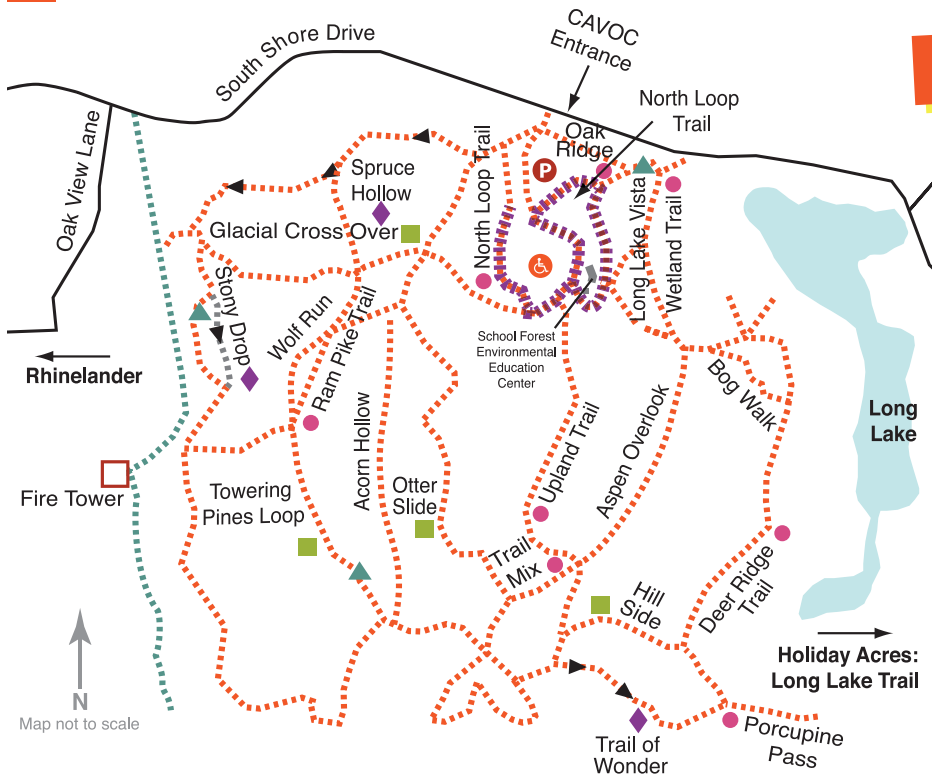 CAVOC
Entrance
South Shore Drive
North Loop
Trail
Oak View Lane
Oak
Ridge
P
North Loop Trail
Spruce
Hollow
Glacial Cross Over
Long Lake Vista
Wetland Trail
Stony Drop
Wolf Run
Ram Pike Trail
School Forest
Environmental
Education
Center
Rhinelander
Bog Walk
Long
Lake
Fire Tower
Towering
Pines Loop
Acorn Hollow
Otter
Slide
Upland Trail
Aspen Overlook
Trail
Mix
Hill
Side
Deer Ridge
Trail
N
Map not to scale
Holiday Acres:
Long Lake Trail
Trail of
Wonder
Porcupine
Pass